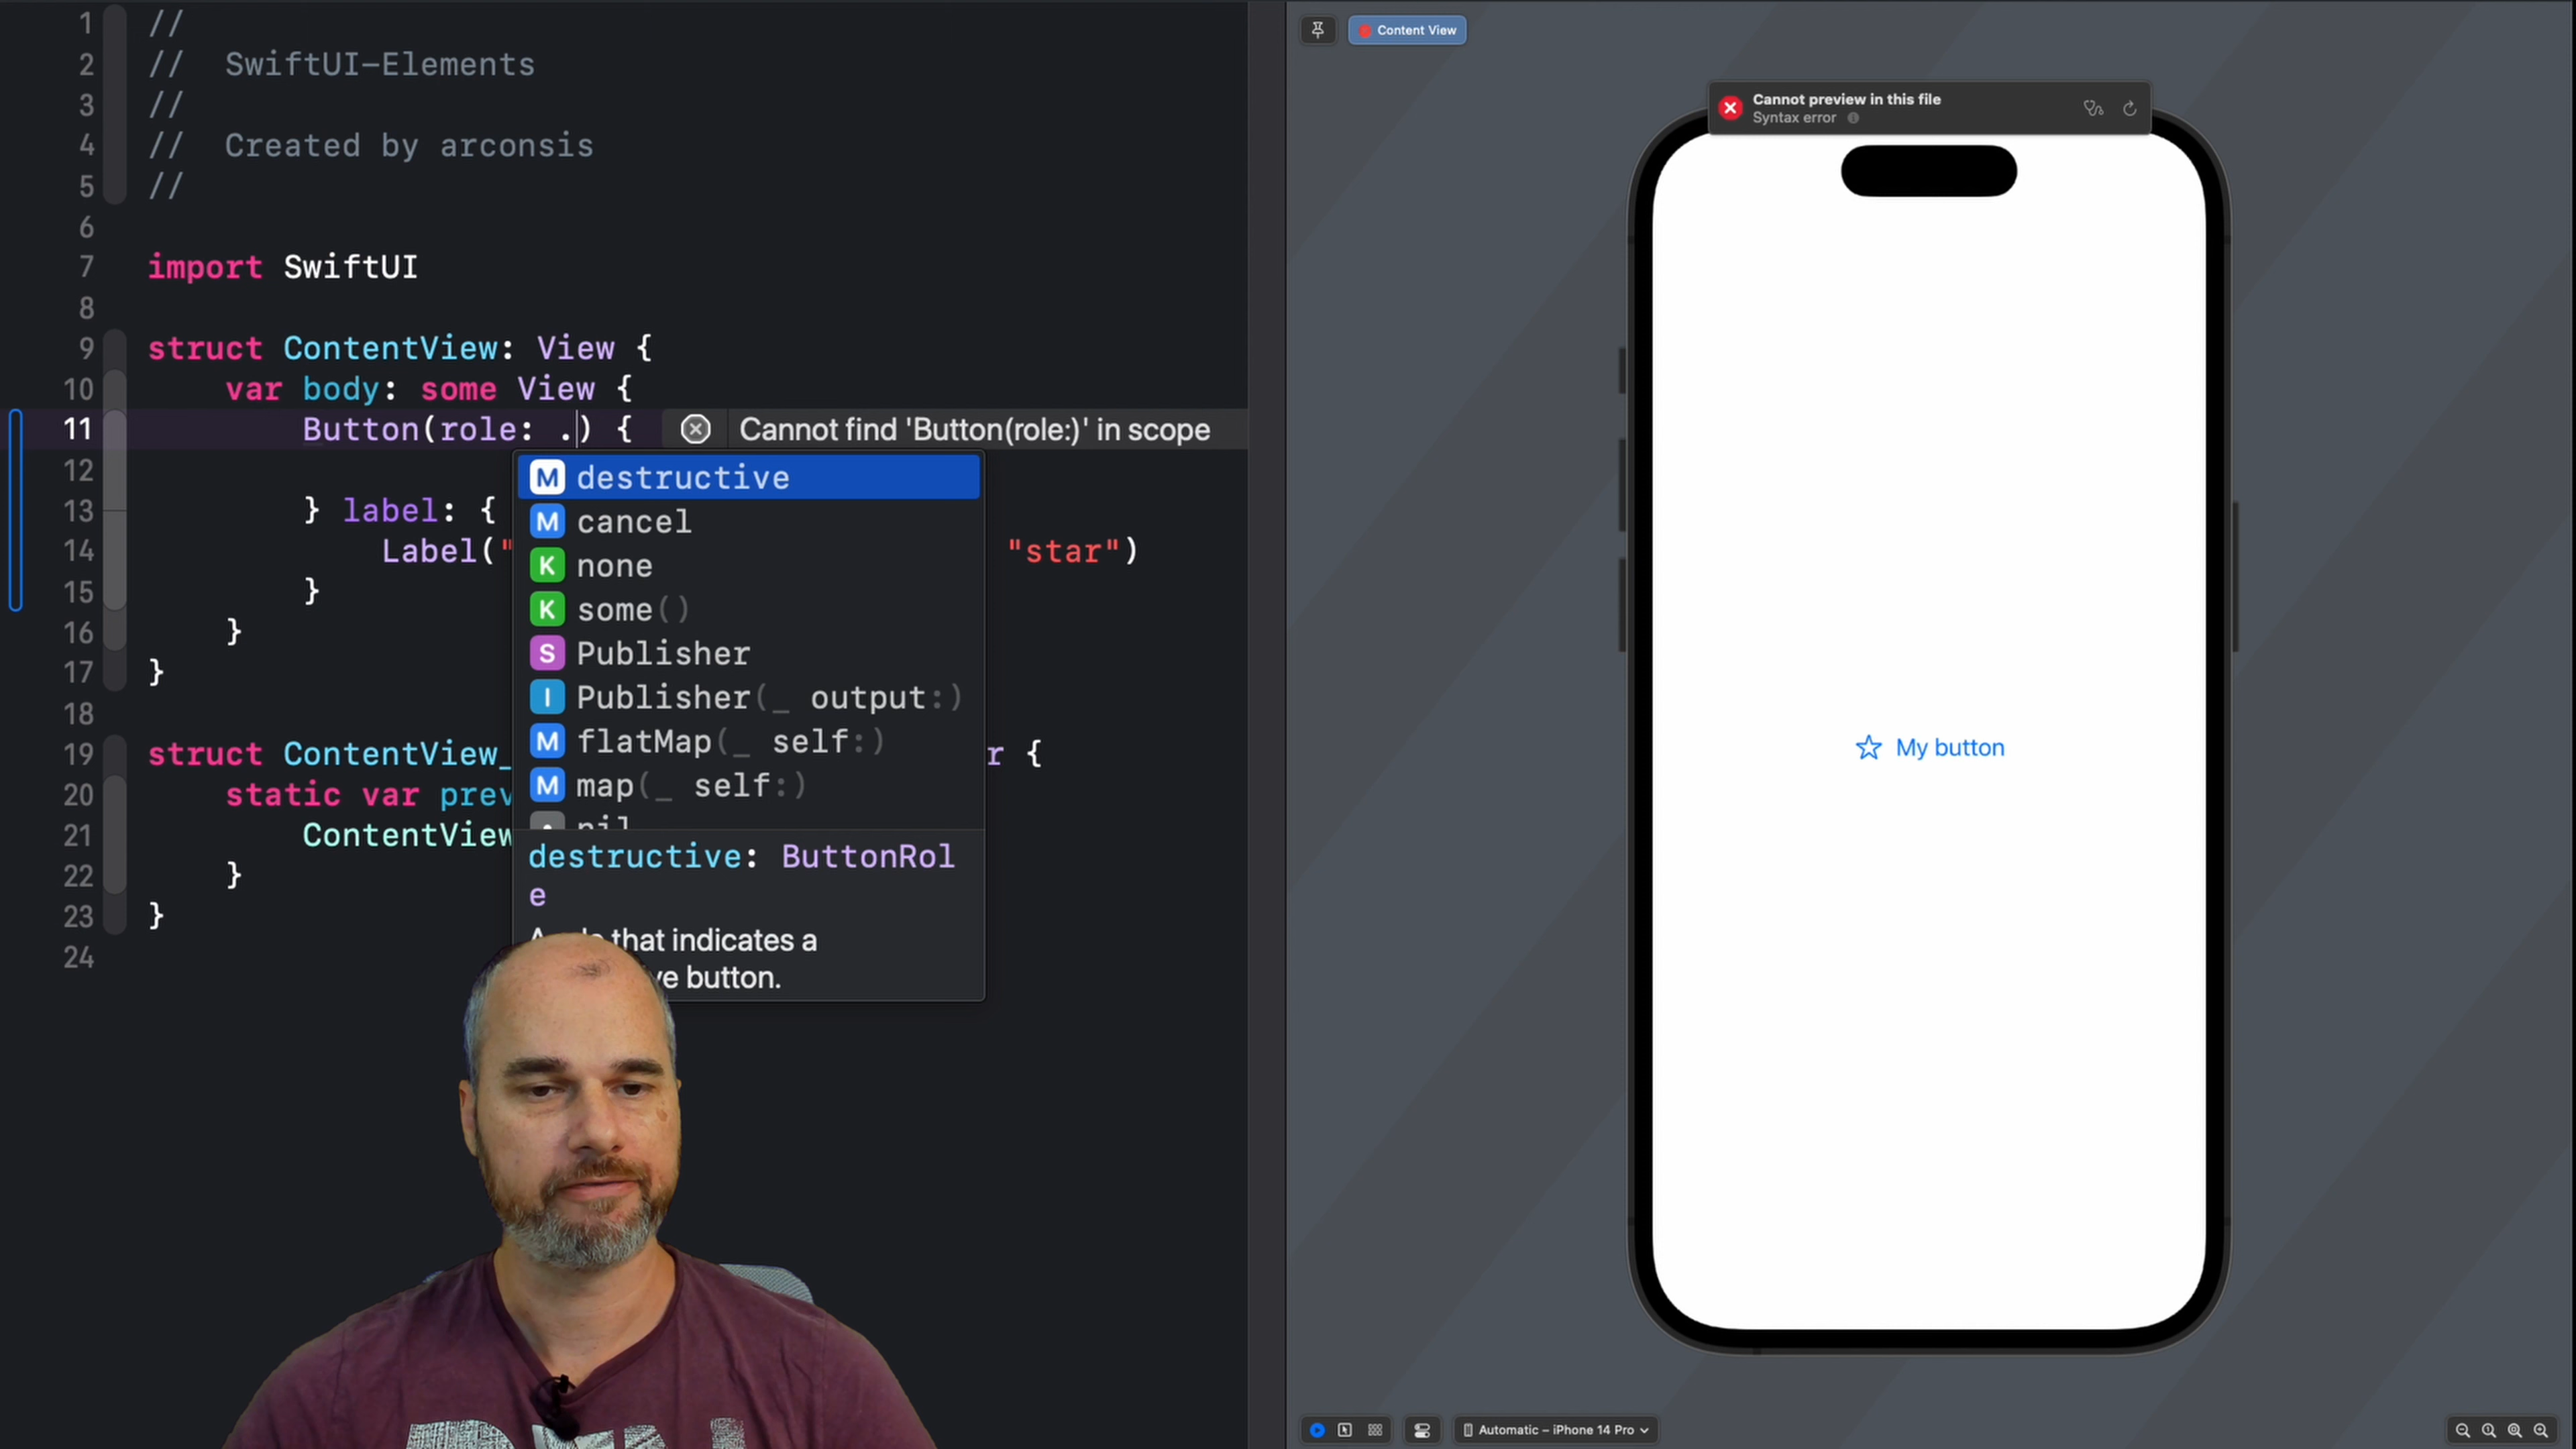 1 //
2 // SwiftUI-Elements
3 //
4 // Created by arconsis
5 //
6
7 import SwiftUI
8
9 struct ContentView: View {
10 var body: some View {
11 Button(role: .) { Cannot find 'Button(role:)' in scope
12
13 } label: {
14 Label(" "star")
15 }
16 }
17 }
18
19 struct ContentView_ r {
20 static var prev
21 ContentView
22 }
23 }
24
M destructive
M cancel
K none
K some()
S Publisher
I Publisher(_ output:)
M flatMap(_ self:)
M map(_ self:)
nil
destructive: ButtonRol
e
that indicates a
ve button.
Content View
Cannot preview in this file
Syntax error
My button
Automatic – iPhone 14 Pro